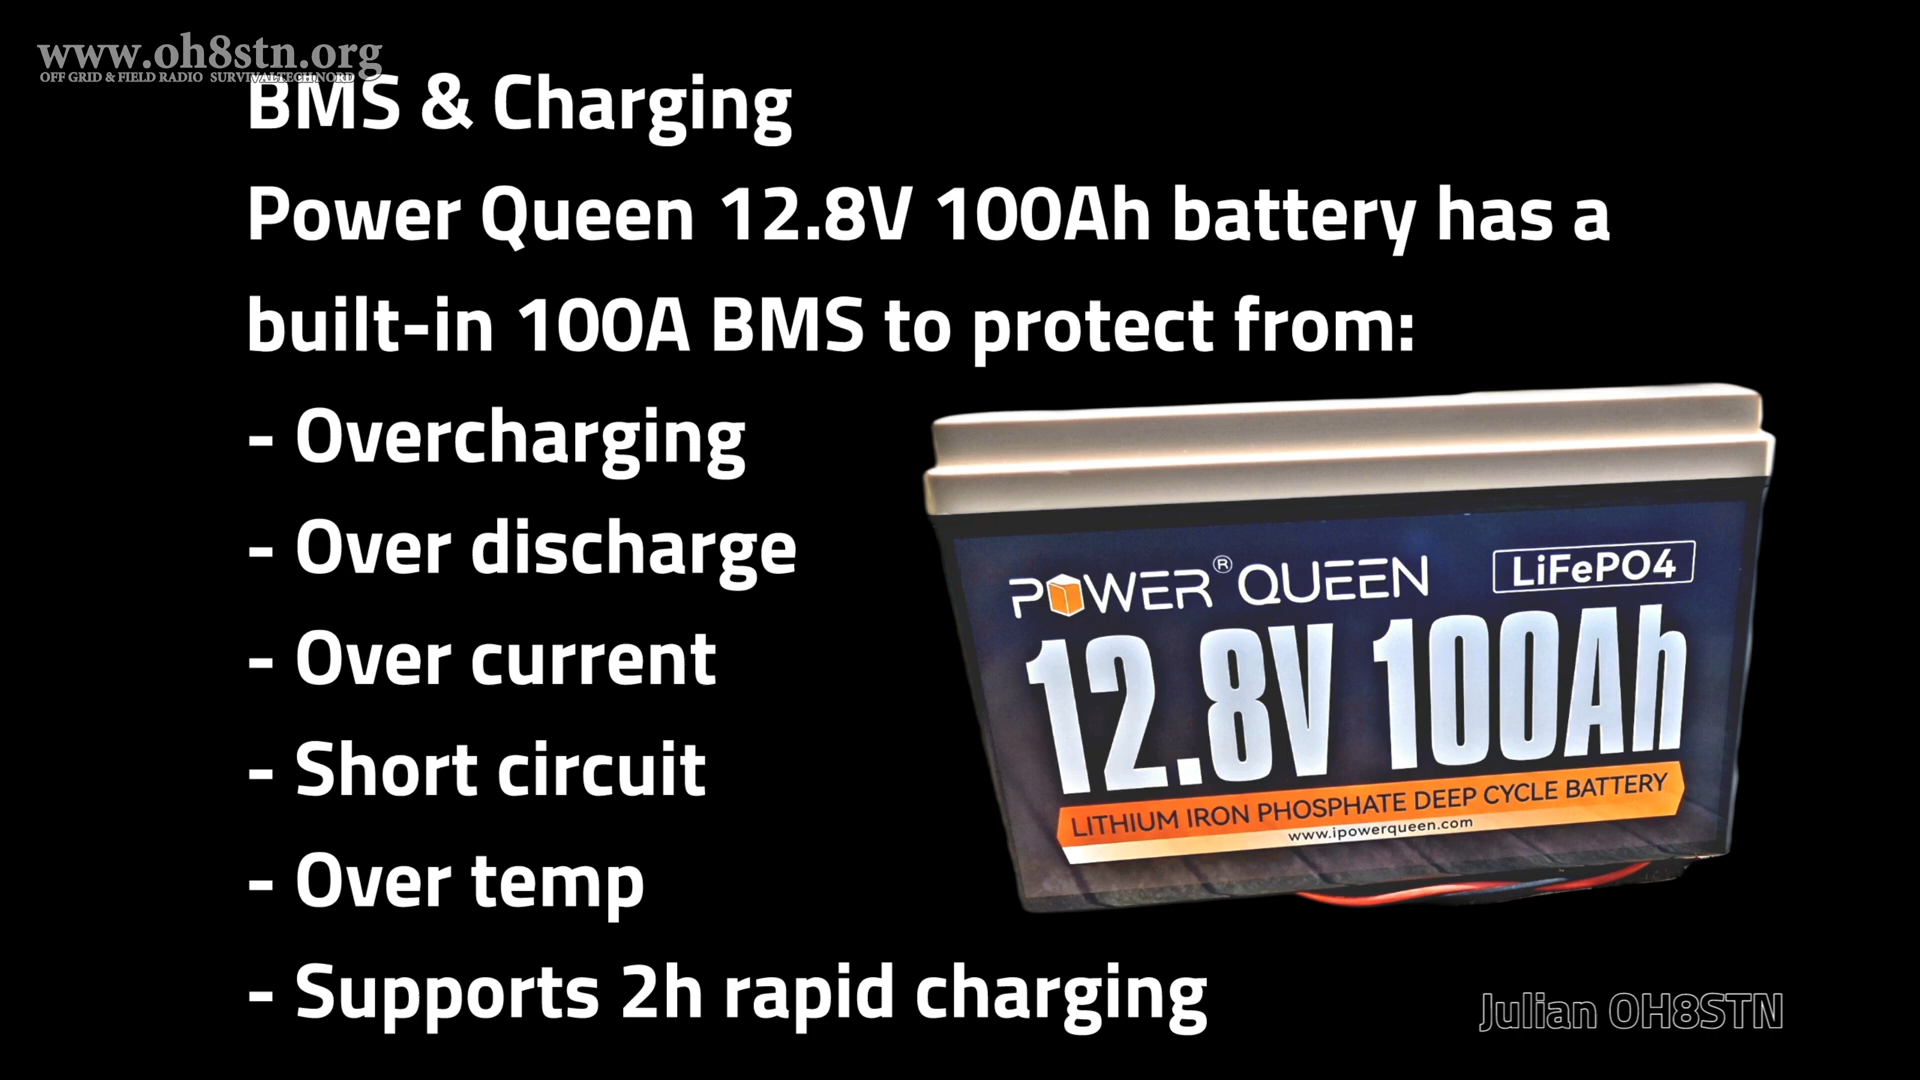 www.oh8stn.org
OFF GRID & FIELD RADIO SURVIVALTECH NORD
BMS & Charging
Power Queen 12.8V 100Ah battery has a
built-in 100A BMS to protect from:
- Overcharging
- Over discharge
- Over current
- Short circuit
- Over temp
- Supports 2h rapid charging
POWER® QUEEN
LiFePO4
12.8V 100Ah
LITHIUM IRON PHOSPHATE DEEP CYCLE BATTERY
www.ipowerqueen.com
Julian OH8STN